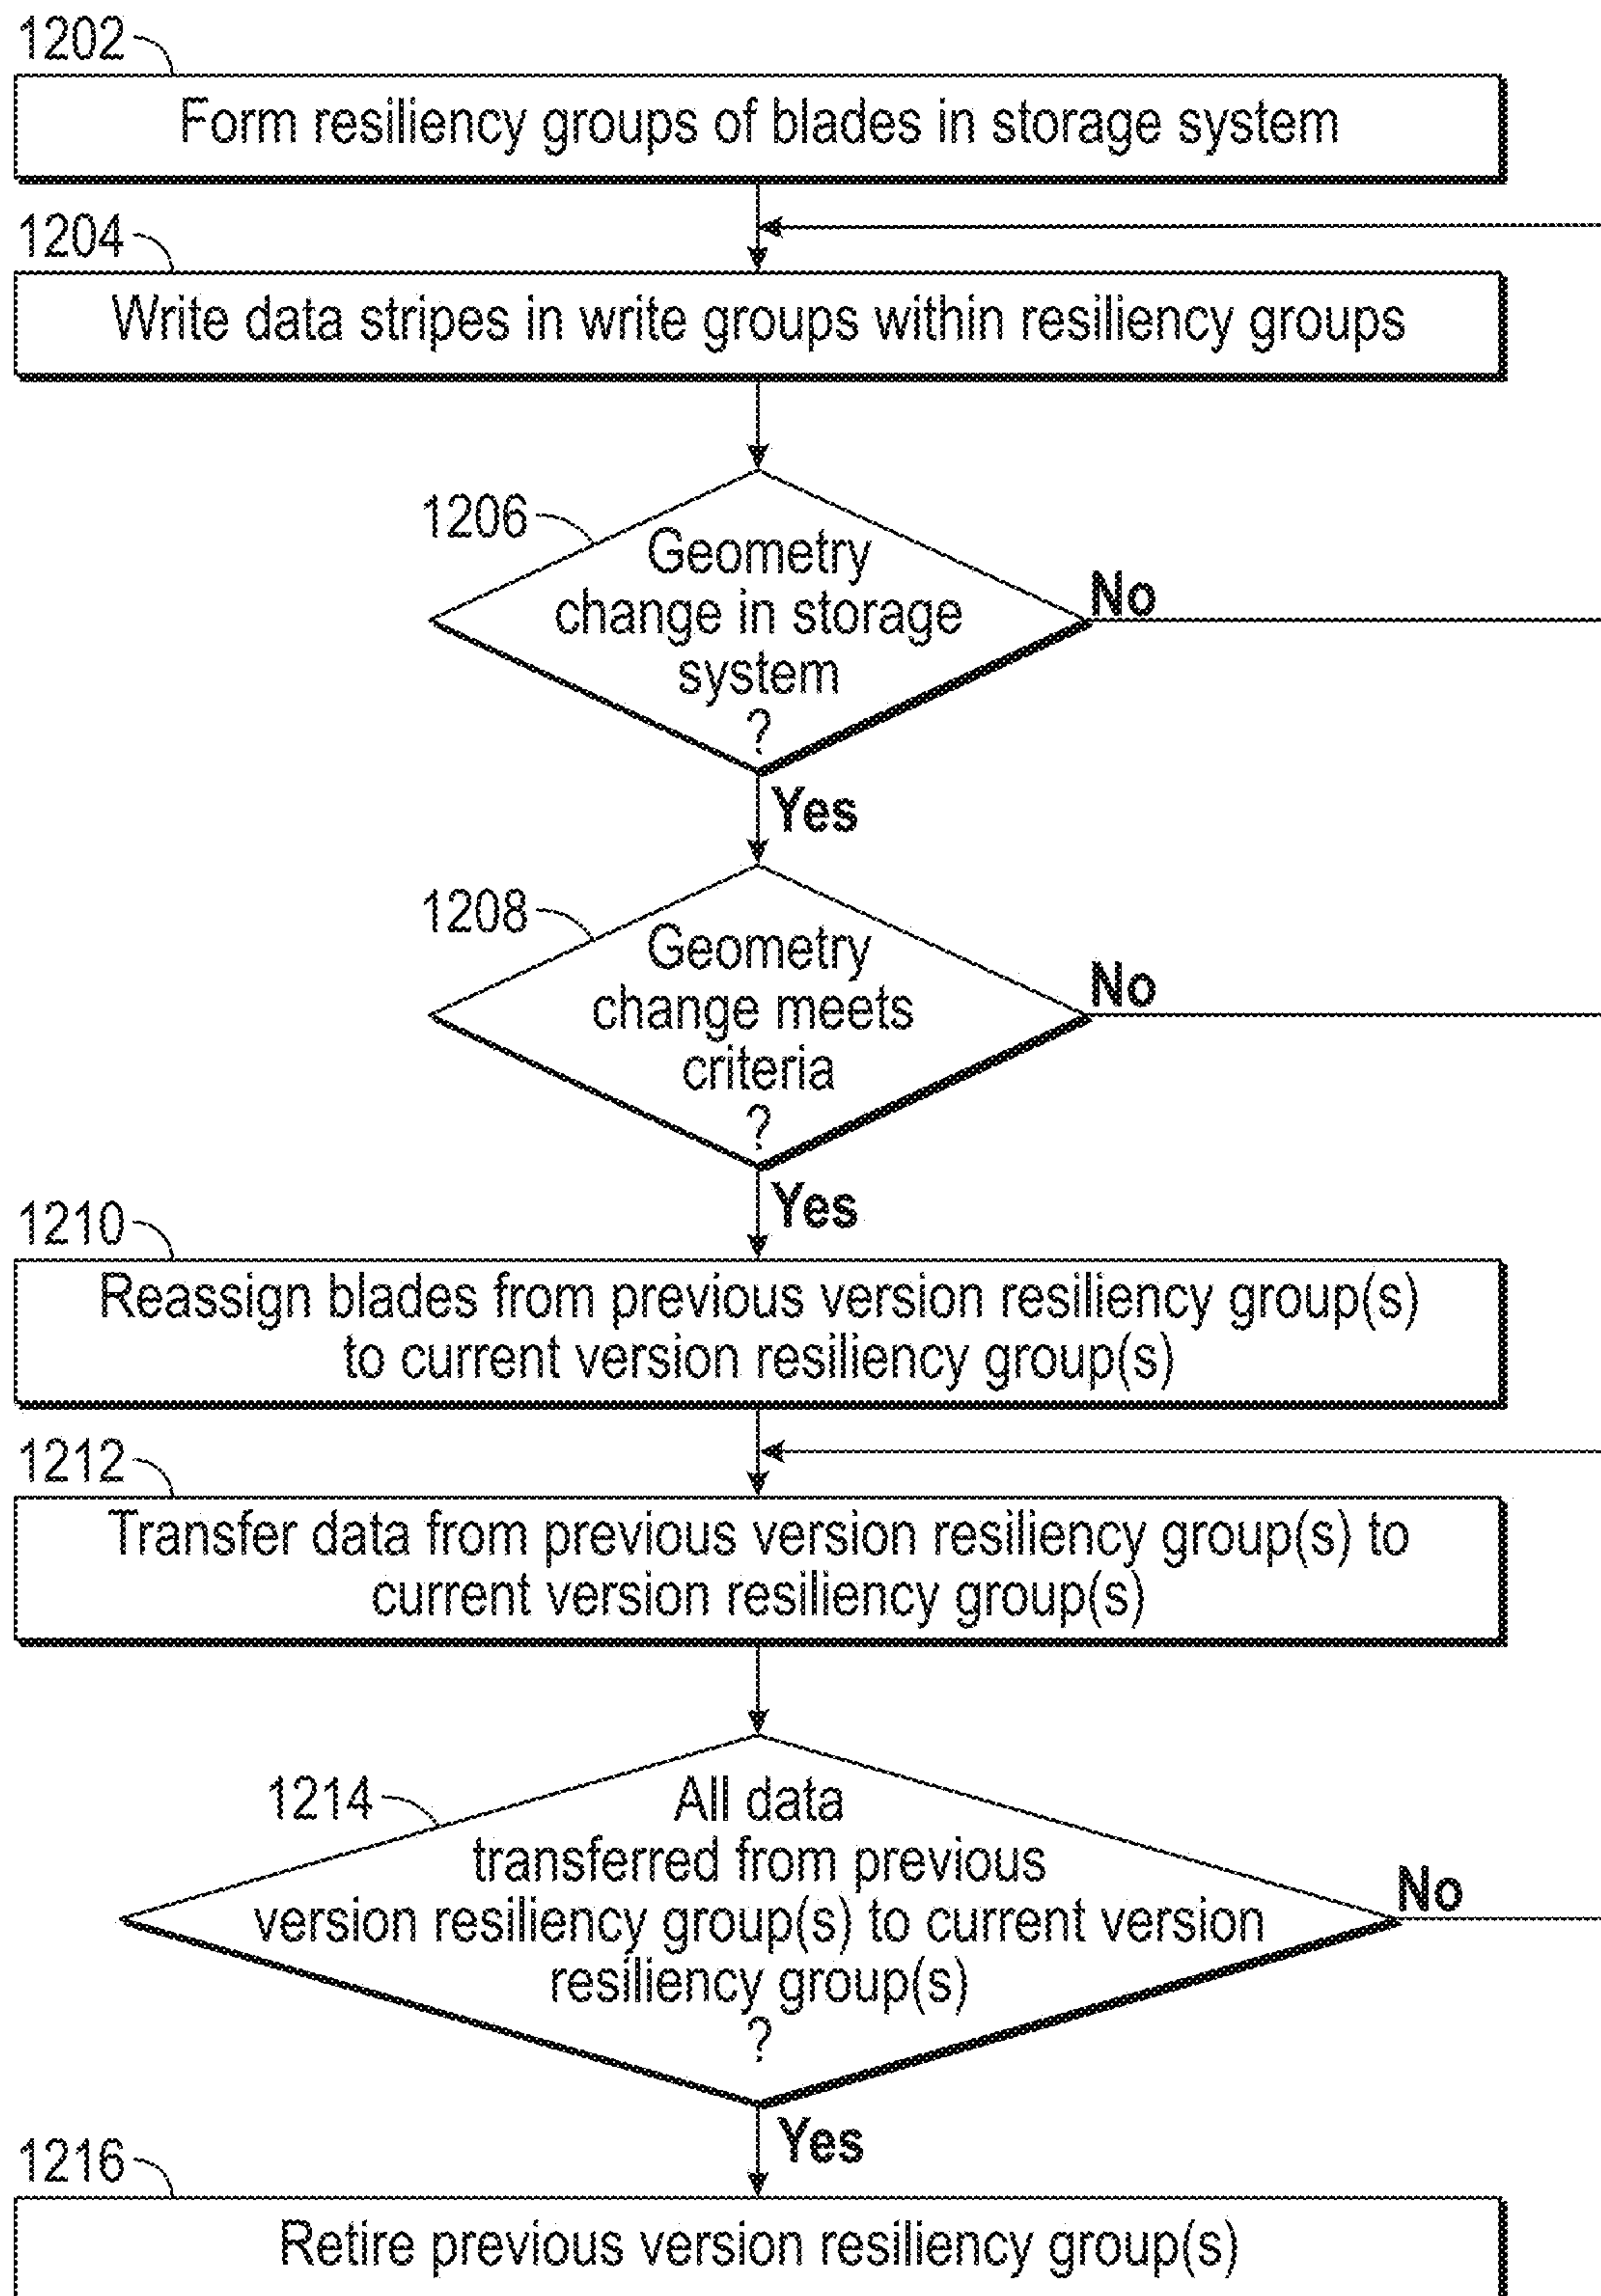 1202
Form resiliency groups of blades in storage system
1204
Write data stripes in write groups within resiliency groups
1206
Geometry
change in storage
system
?
No
Yes
1208
Geometry
change meets
criteria
?
No
Yes
1210
Reassign blades from previous version resiliency group(s)
to current version resiliency group(s)
1212
Transfer data from previous version resiliency group(s) to
current version resiliency group(s)
1214
All data
transferred from previous
version resiliency group(s) to current version
resiliency group(s)
?
No
Yes
1216
Retire previous version resiliency group(s)